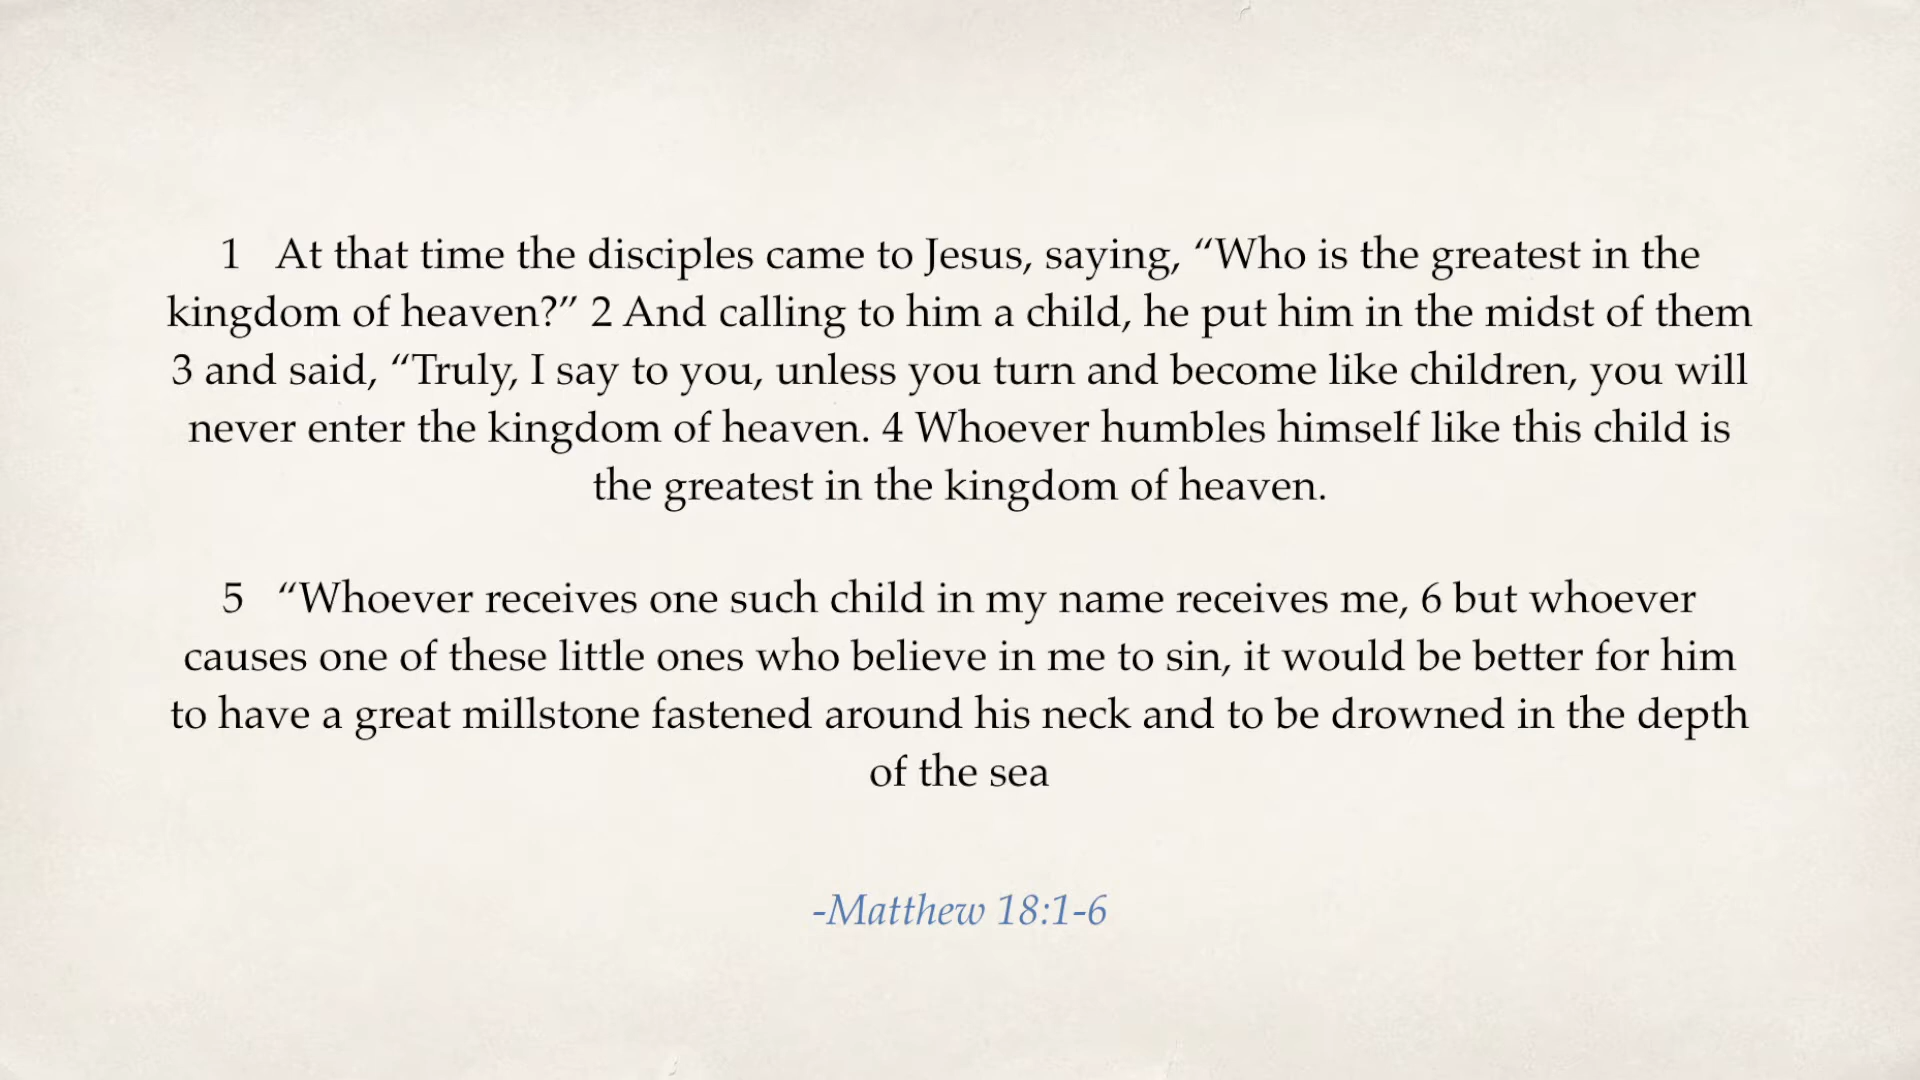 1 At that time the disciples came to Jesus, saying, “Who is the greatest in the
kingdom of heaven?” 2 And calling to him a child, he put him in the midst of them
3 and said, “Truly, I say to you, unless you turn and become like children, you will
never enter the kingdom of heaven. 4 Whoever humbles himself like this child is
the greatest in the kingdom of heaven.
5 “Whoever receives one such child in my name receives me, 6 but whoever
causes one of these little ones who believe in me to sin, it would be better for him
to have a great millstone fastened around his neck and to be drowned in the depth
of the sea
-Matthew 18:1-6